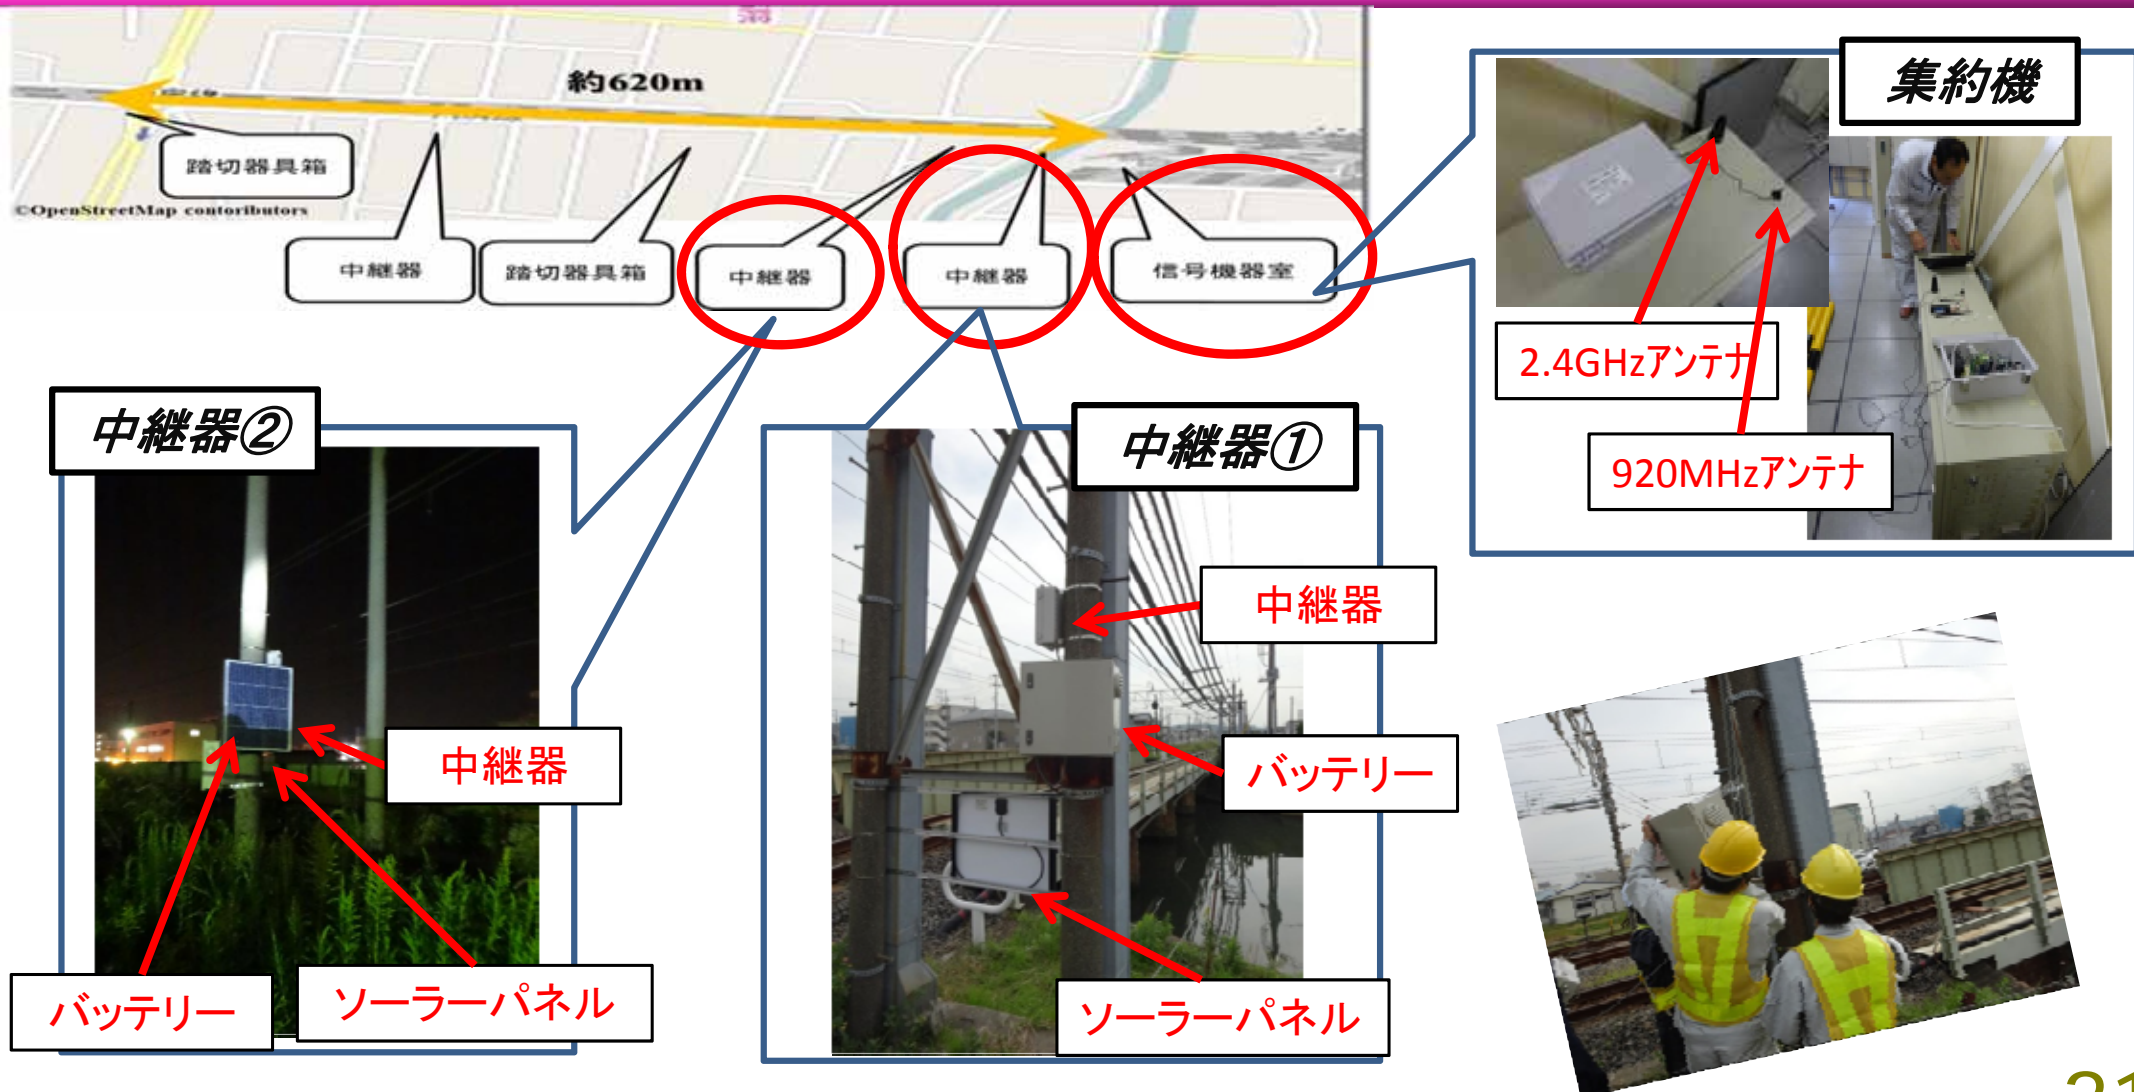 約620m
踏切器具箱
©OpenStreetMap contoributors
中継器
踏切器具箱
中継器
中継器
信号機器室
集約機
2.4GHzアンテナ
920MHzアンテナ
中継器②
中継器
バッテリー
ソーラーパネル
中継器①
中継器
バッテリー
ソーラーパネル